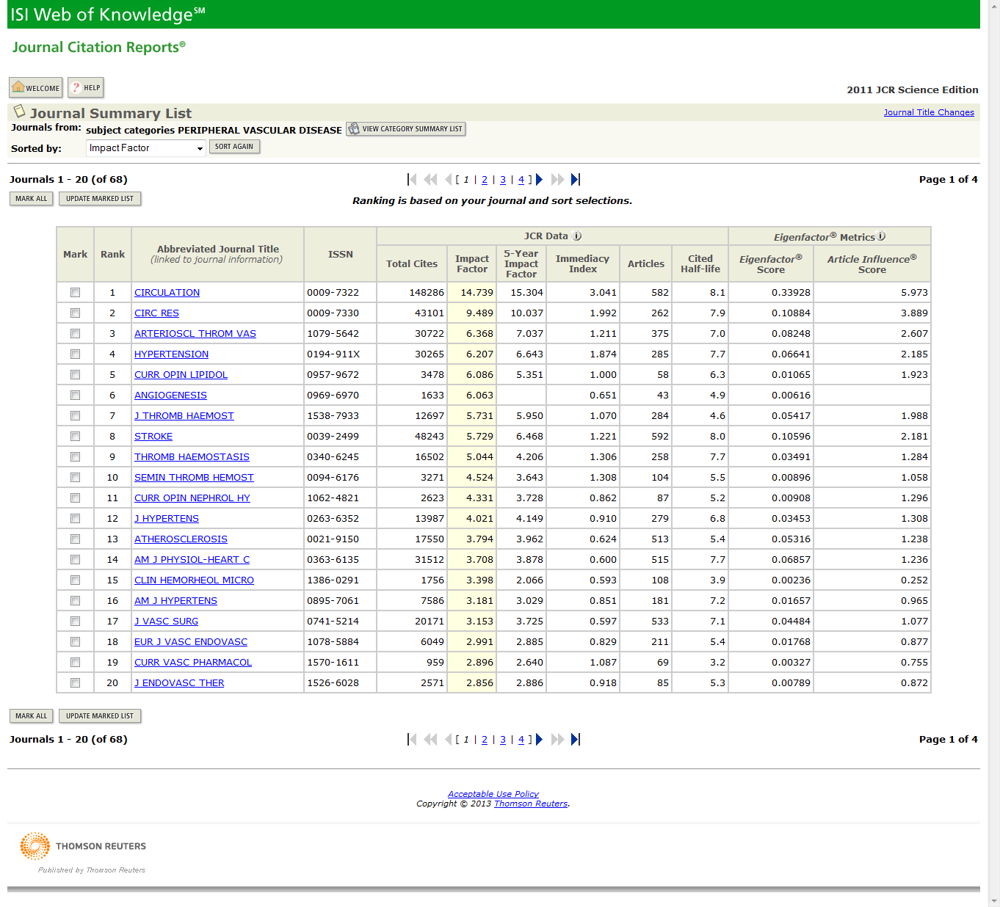 ISI Web of Knowledge℠
Journal Citation Reports®
WELCOME ? HELP
2011 JCR Science Edition
Journal Summary List
Journal Title Changes
Journals from: subject categories PERIPHERAL VASCULAR DISEASE VIEW CATEGORY SUMMARY LIST
Sorted by: Impact Factor SORT AGAIN
Journals 1 - 20 (of 68) [ 1 | 2 | 3 | 4 ] Page 1 of 4
MARK ALL UPDATE MARKED LIST Ranking is based on your journal and sort selections.
Mark Rank Abbreviated Journal Title (linked to journal information) ISSN JCR Data i Eigenfactor® Metrics i
Total Cites Impact Factor 5-Year Impact Factor Immediacy Index Articles Cited Half-life Eigenfactor® Score Article Influence® Score
1 CIRCULATION 0009-7322 148286 14.739 15.304 3.041 582 8.1 0.33928 5.973
2 CIRC RES 0009-7330 43101 9.489 10.037 1.992 262 7.9 0.10884 3.889
3 ARTERIOSCL THROM VAS 1079-5642 30722 6.368 7.037 1.211 375 7.0 0.08248 2.607
4 HYPERTENSION 0194-911X 30265 6.207 6.643 1.874 285 7.7 0.06641 2.185
5 CURR OPIN LIPIDOL 0957-9672 3478 6.086 5.351 1.000 58 6.3 0.01065 1.923
6 ANGIOGENESIS 0969-6970 1633 6.063 0.651 43 4.9 0.00616
7 J THROMB HAEMOST 1538-7933 12697 5.731 5.950 1.070 284 4.6 0.05417 1.988
8 STROKE 0039-2499 48243 5.729 6.468 1.221 592 8.0 0.10596 2.181
9 THROMB HAEMOSTASIS 0340-6245 16502 5.044 4.206 1.306 258 7.7 0.03491 1.284
10 SEMIN THROMB HEMOST 0094-6176 3271 4.524 3.643 1.308 104 5.5 0.00896 1.058
11 CURR OPIN NEPHROL HY 1062-4821 2623 4.331 3.728 0.862 87 5.2 0.00908 1.296
12 J HYPERTENS 0263-6352 13987 4.021 4.149 0.910 279 6.8 0.03453 1.308
13 ATHEROSCLEROSIS 0021-9150 17550 3.794 3.962 0.624 513 5.4 0.05316 1.238
14 AM J PHYSIOL-HEART C 0363-6135 31512 3.708 3.878 0.600 515 7.7 0.06857 1.236
15 CLIN HEMORHEOL MICRO 1386-0291 1756 3.398 2.066 0.593 108 3.9 0.00236 0.252
16 AM J HYPERTENS 0895-7061 7586 3.181 3.029 0.851 181 7.2 0.01657 0.965
17 J VASC SURG 0741-5214 20171 3.153 3.725 0.597 533 7.1 0.04484 1.077
18 EUR J VASC ENDOVASC 1078-5884 6049 2.991 2.885 0.829 211 5.4 0.01768 0.877
19 CURR VASC PHARMACOL 1570-1611 959 2.896 2.640 1.087 69 3.2 0.00327 0.755
20 J ENDOVASC THER 1526-6028 2571 2.856 2.886 0.918 85 5.3 0.00789 0.872
MARK ALL UPDATE MARKED LIST
Journals 1 - 20 (of 68) [ 1 | 2 | 3 | 4 ] Page 1 of 4
Acceptable Use Policy
Copyright © 2013 Thomson Reuters.
THOMSON REUTERS
Published by Thomson Reuters